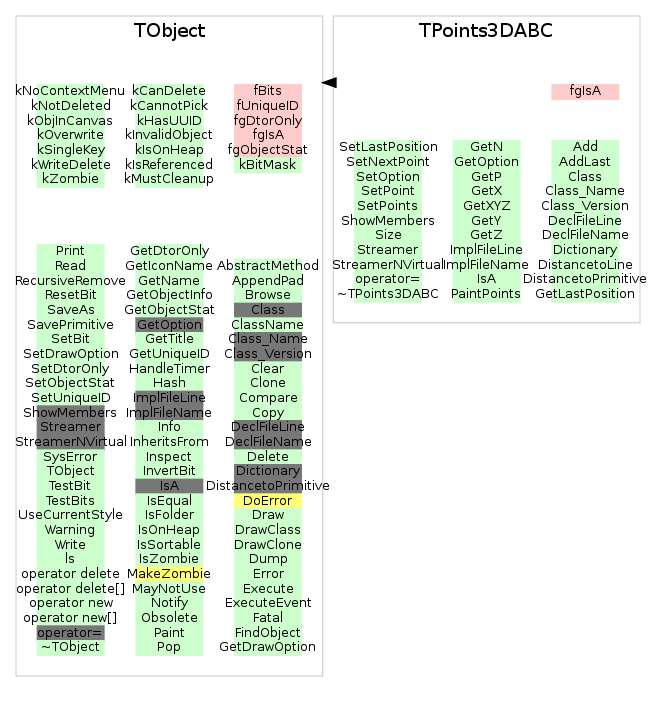 TObject
kNoContextMenu kCanDelete fBits
kNotDeleted kCannotPick fUniqueID
kObjInCanvas kHasUUID fgDtorOnly
kOverwrite kInvalidObject fgIsA
kSingleKey kIsOnHeap fgObjectStat
kWriteDelete kIsReferenced kBitMask
kZombie kMustCleanup
Print GetDtorOnly
Read GetIconName AbstractMethod
RecursiveRemove GetName AppendPad
ResetBit GetObjectInfo Browse
SaveAs GetObjectStat Class
SavePrimitive GetOption ClassName
SetBit GetTitle Class_Name
SetDrawOption GetUniqueID Class_Version
SetDtorOnly HandleTimer Clear
SetObjectStat Hash Clone
SetUniqueID ImplFileLine Compare
ShowMembers ImplFileName Copy
Streamer Info DeclFileLine
StreamerNVirtual InheritsFrom DeclFileName
SysError Inspect Delete
TObject InvertBit Dictionary
TestBit IsA DistancetoPrimitive
TestBits IsEqual DoError
UseCurrentStyle IsFolder Draw
Warning IsOnHeap DrawClass
Write IsSortable DrawClone
ls IsZombie Dump
operator delete MakeZombie Error
operator delete[] MayNotUse Execute
operator new Notify ExecuteEvent
operator new[] Obsolete Fatal
operator= Paint FindObject
~TObject Pop GetDrawOption
TPoints3DABC
fgIsA
SetLastPosition GetN Add
SetNextPoint GetOption AddLast
SetOption GetP Class
SetPoint GetX Class_Name
SetPoints GetXYZ Class_Version
ShowMembers GetY DeclFileLine
Size GetZ DeclFileName
Streamer ImplFileLine Dictionary
StreamerNVirtual ImplFileName DistancetoLine
operator= IsA DistancetoPrimitive
~TPoints3DABC PaintPoints GetLastPosition